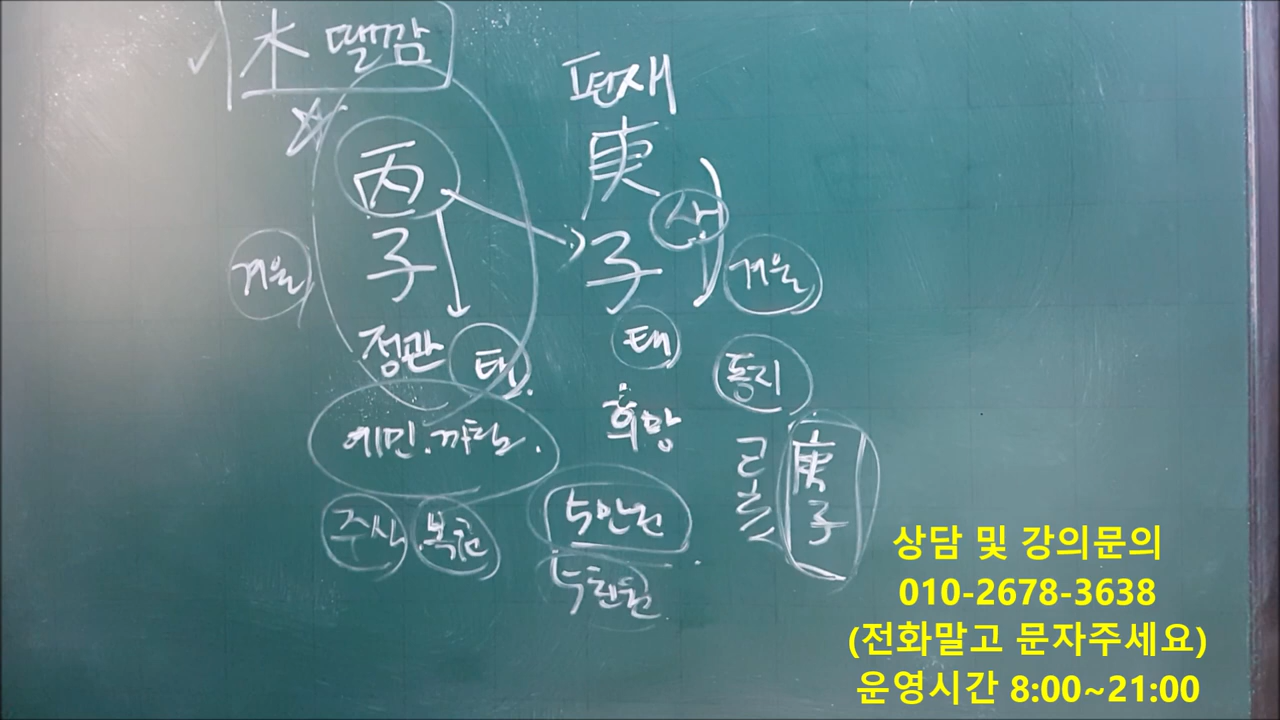 木 땔깜
편재
丙 庚
子 子
생
겨울
겨울
정관 태
태
동지
희망
예민. 까탈.
주식 복권
5만원
5천원
庚子
상담 및 강의문의
010-2678-3638
(전화말고 문자주세요)
운영시간 8:00~21:00